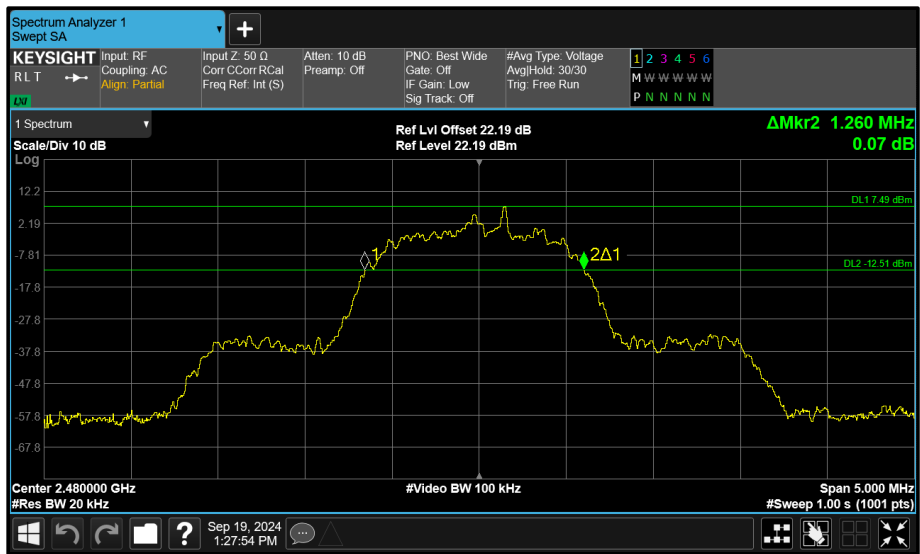 Spectrum Analyzer 1
Swept SA
+
KEYSIGHT
R L T
LXI
Input: RF
Coupling: AC
Align: Partial
Input Z: 50 Ω
Corr CCorr RCal
Freq Ref: Int (S)
Atten: 10 dB
Preamp: Off
PNO: Best Wide
Gate: Off
IF Gain: Low
Sig Track: Off
#Avg Type: Voltage
Avg|Hold: 30/30
Trig: Free Run
1 2 3 4 5 6
M W W W W W
P N N N N N
1 Spectrum
Scale/Div 10 dB
Log
Ref Lvl Offset 22.19 dB
Ref Level 22.19 dBm
ΔMkr2 1.260 MHz
0.07 dB
12.2
2.19
-7.81
-17.8
-27.8
-37.8
-47.8
-57.8
-67.8
DL1 7.49 dBm
1
2Δ1
DL2 -12.51 dBm
Center 2.480000 GHz
#Res BW 20 kHz
#Video BW 100 kHz
Span 5.000 MHz
#Sweep 1.00 s (1001 pts)
?
Sep 19, 2024
1:27:54 PM